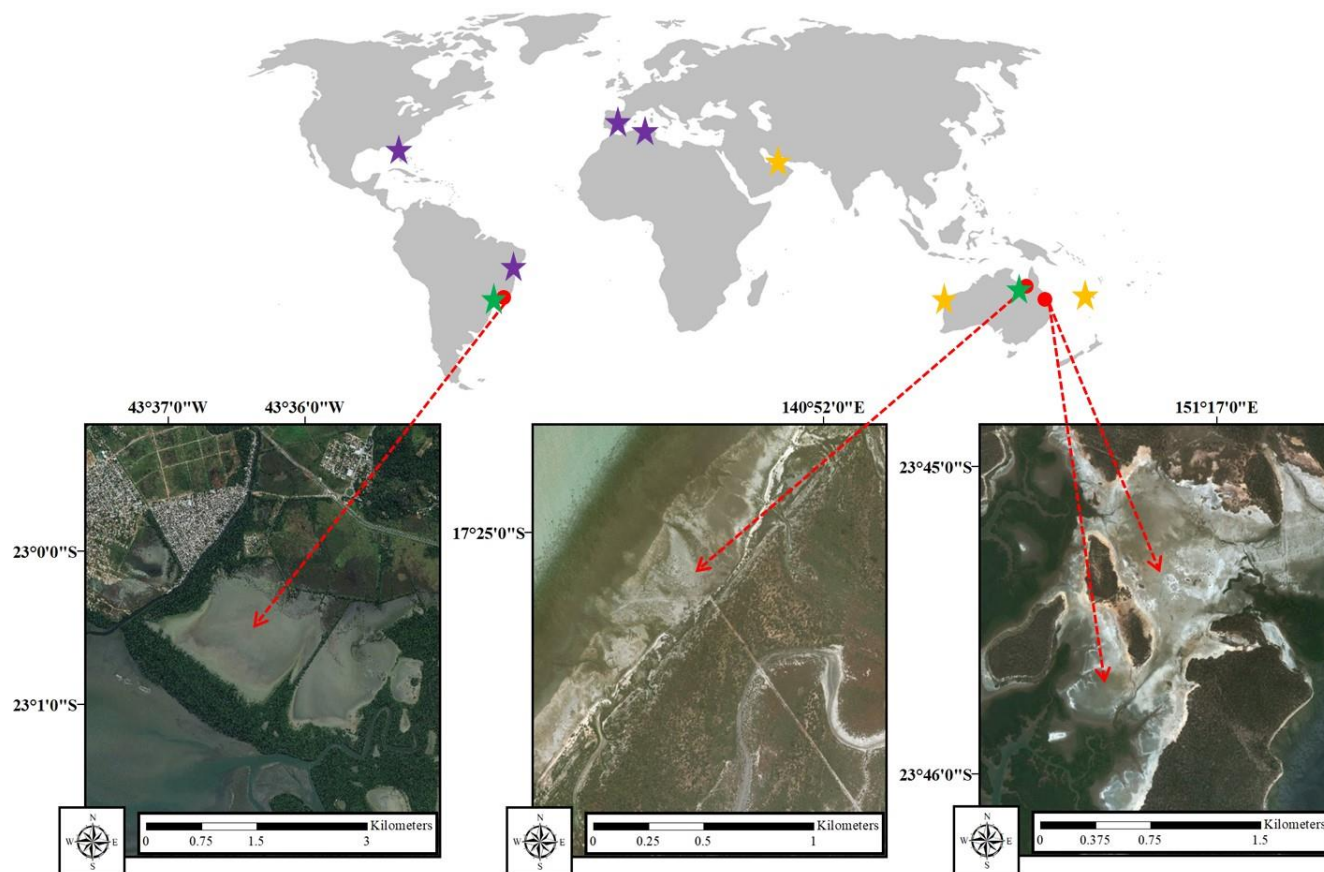 43°37'0"W 43°36'0"W
140°52'0"E
151°17'0"E
23°45'0"S
17°25'0"S
23°0'0"S
23°1'0"S
23°46'0"S
N
W E
S
Kilometers
0 0.75 1.5 3
N
W E
S
Kilometers
0 0.25 0.5 1
N
W E
S
Kilometers
0 0.375 0.75 1.5